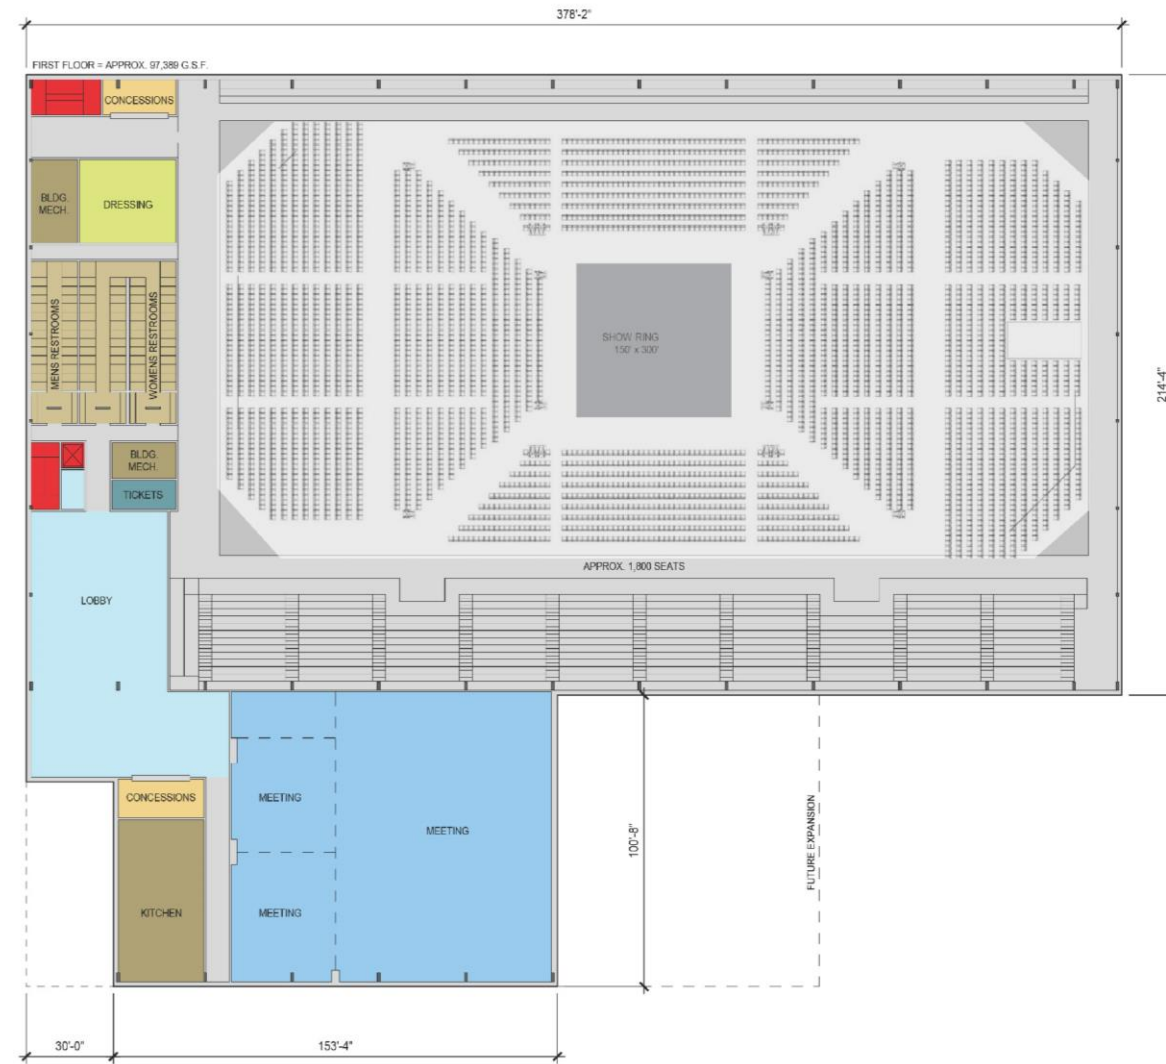 378'-2"
FIRST FLOOR = APPROX. 97,389 G.S.F.
CONCESSIONS
BLDG.
MECH.
DRESSING
MENS RESTROOMS
WOMENS RESTROOMS
SHOW RING
150' x 300'
214'-4"
BLDG.
MECH.
TICKETS
APPROX. 1,800 SEATS
LOBBY
CONCESSIONS
MEETING
MEETING
100'-8"
FUTURE EXPANSION
KITCHEN
MEETING
30'-0"
153'-4"